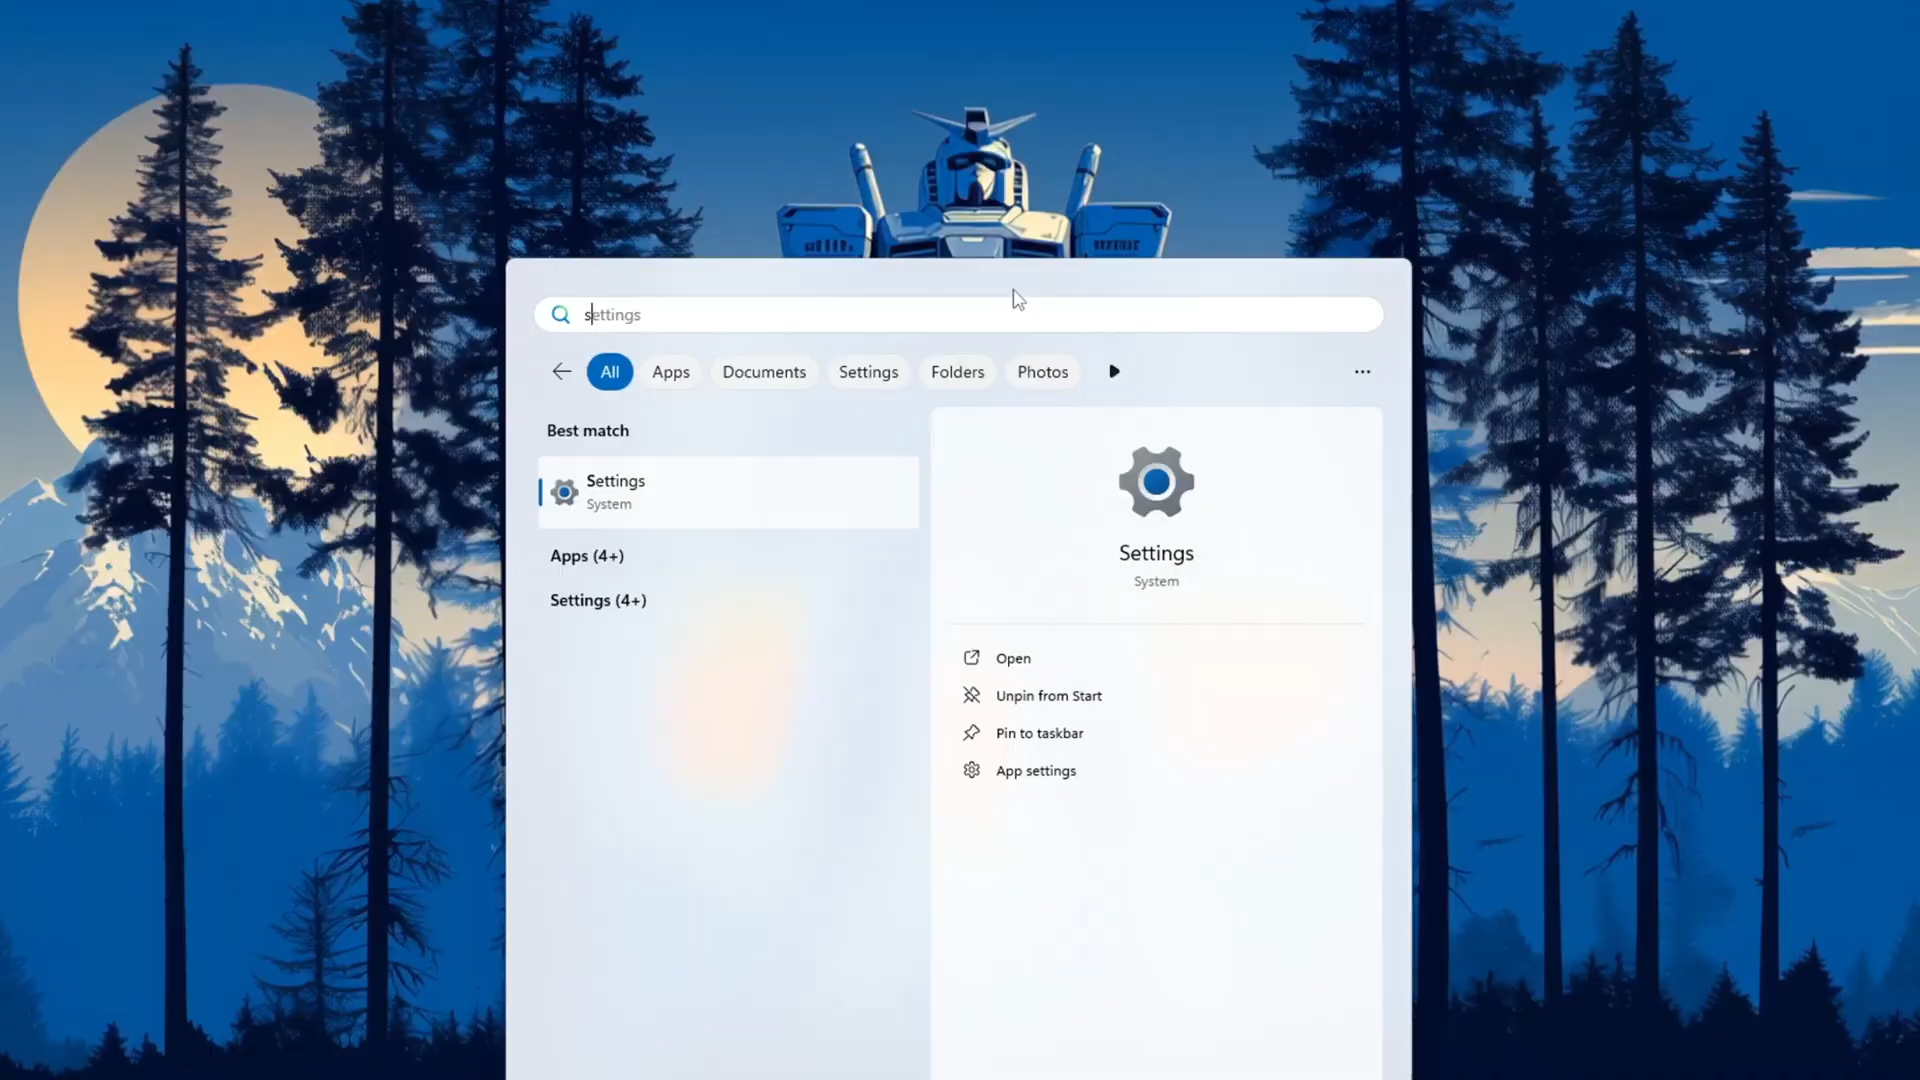 settings
All Apps Documents Settings Folders Photos
Best match
Settings
System
Apps (4+)
Settings (4+)
Settings
System
Open
Unpin from Start
Pin to taskbar
App settings